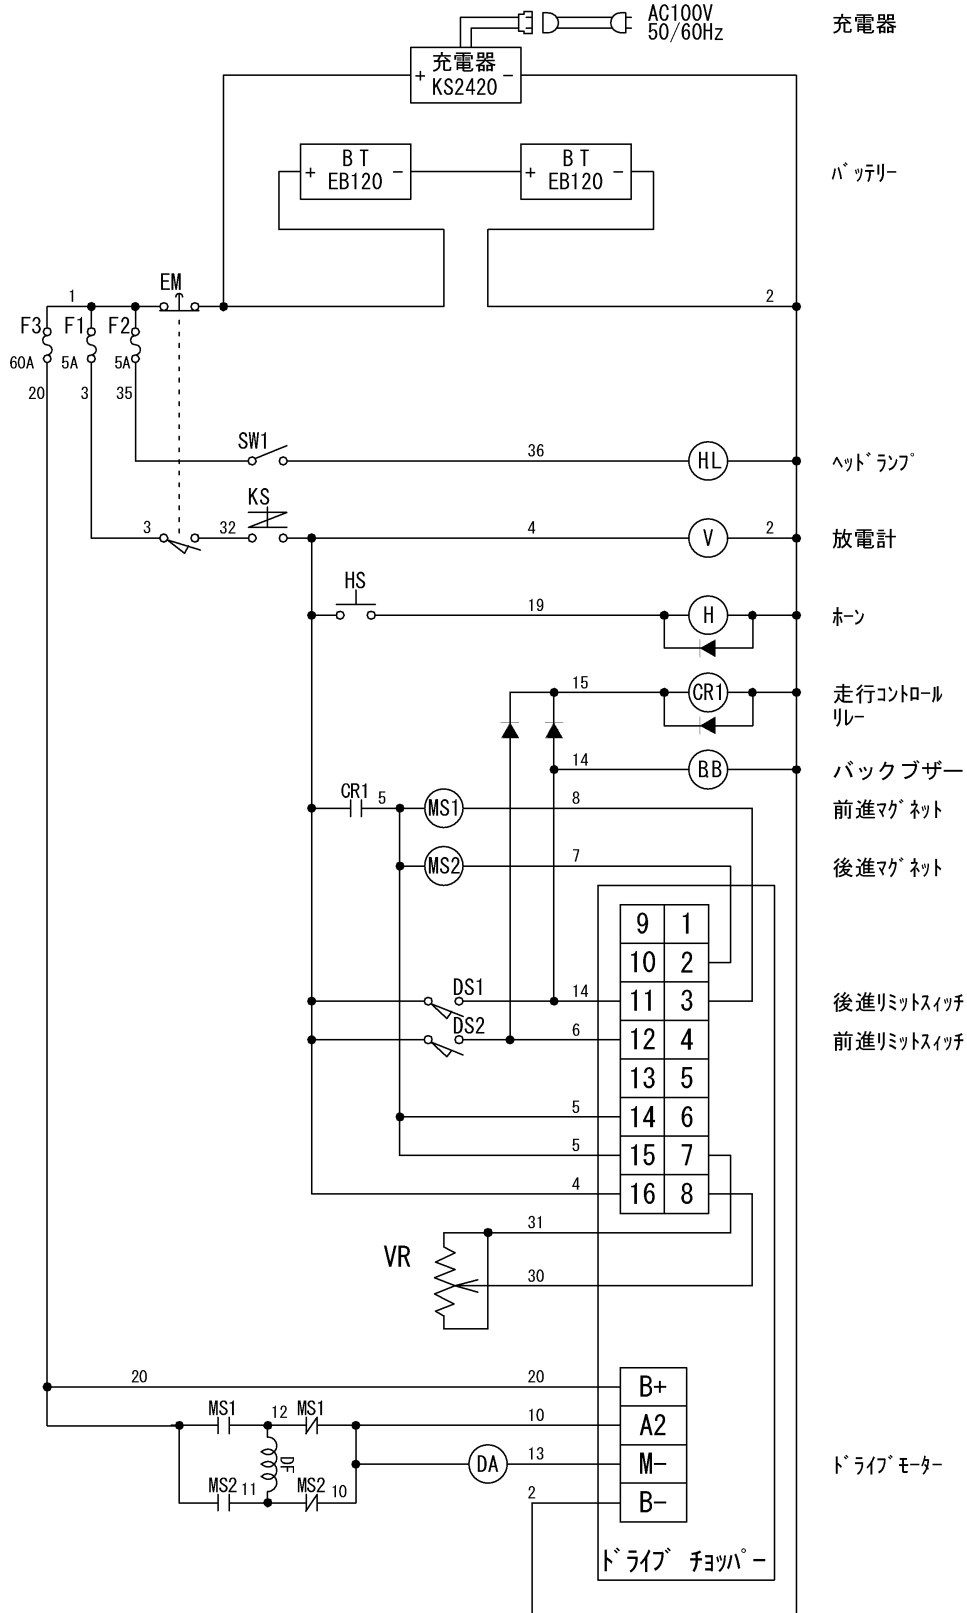 AC100V
50/60Hz
充電器
+ 充電器 −
KS2420
BT
+ EB120 −
BT
+ EB120 −
バッテリー
EM
1
2
F3 F1 F2
60A 5A 5A
20 3 35
SW1
36
HL
ヘッドランプ
KS
3 32
4
V
2
放電計
HS
19
H
ホーン
15
CR1
走行コントロール
リレー
14
BB
バックブザー
CR1
5
MS1
8
前進マグネット
MS2
7
後進マグネット
9 1
10 2
DS1
14
11 3
後進リミットスィッチ
DS2
6
12 4
前進リミットスィッチ
13 5
5
14 6
5
15 7
4
16 8
31
VR
30
20
20
B+
MS1
12
MS1
10
A2
DF
DA
13
M−
ドライブモーター
MS2
11
MS2
10
2
B−
ドライブ チョッパー